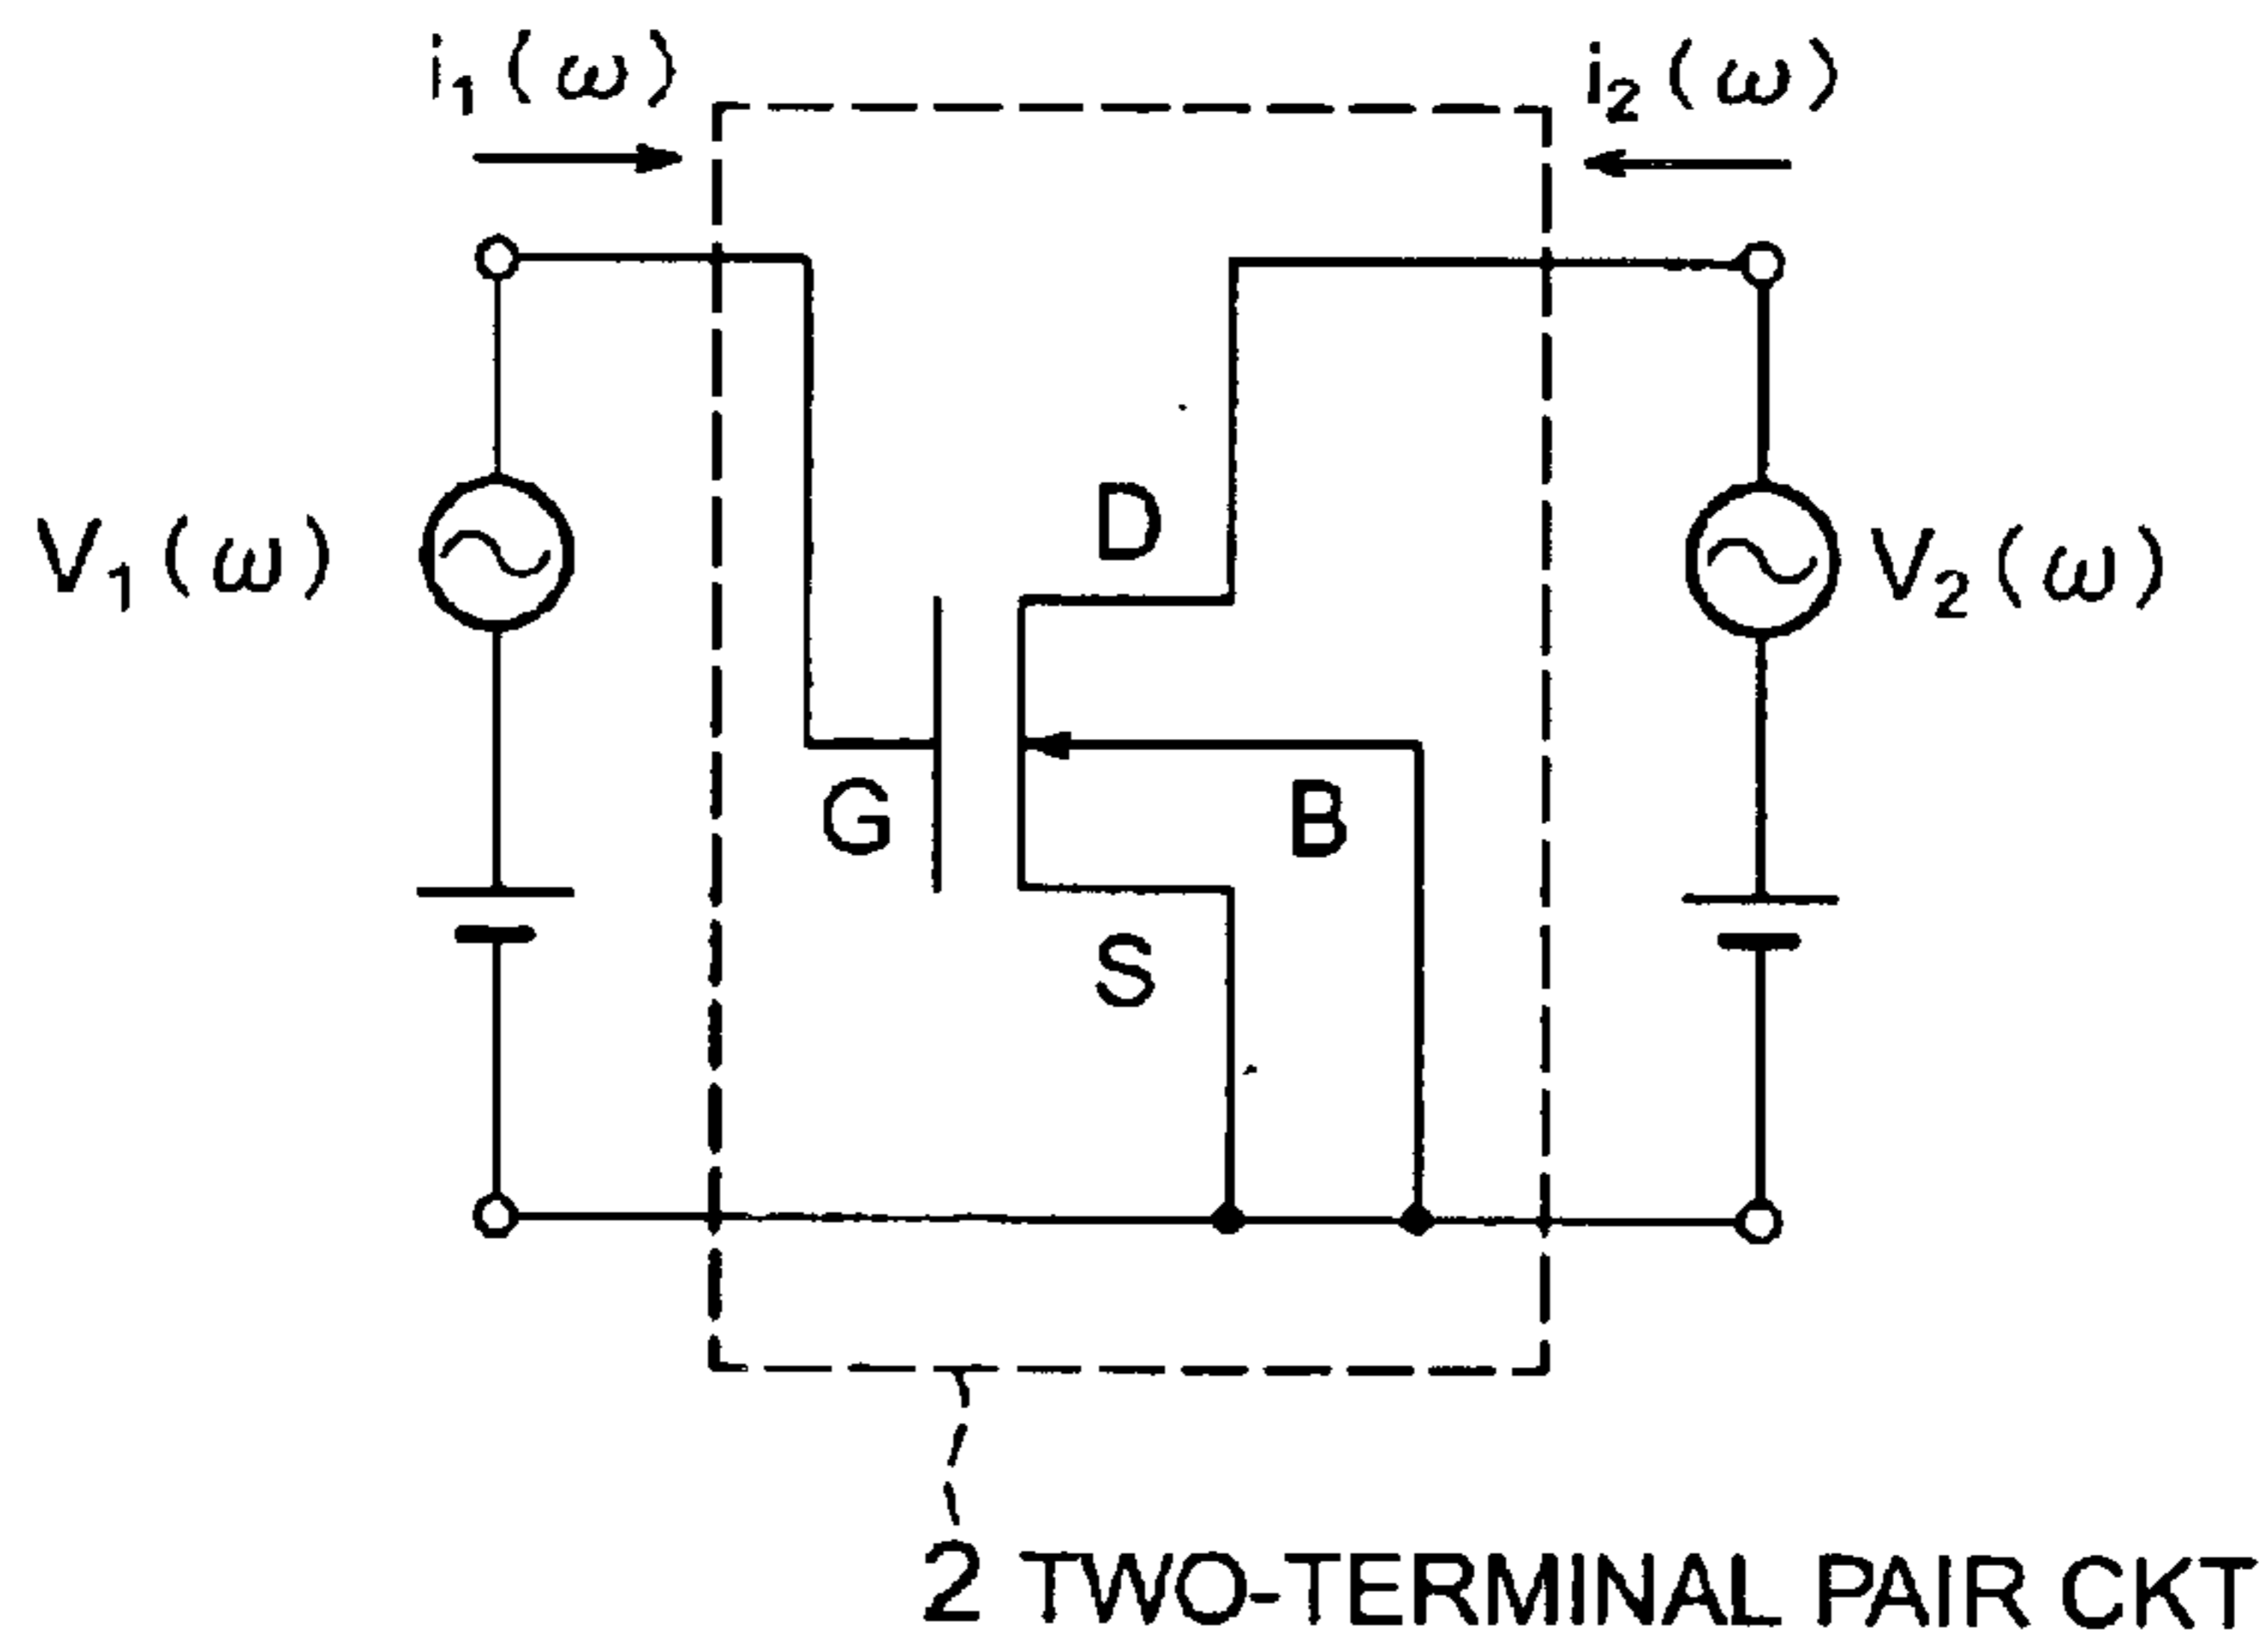 i1(ω)
i2(ω)
V1(ω)
D
V2(ω)
G
B
S
2 TWO-TERMINAL PAIR CKT